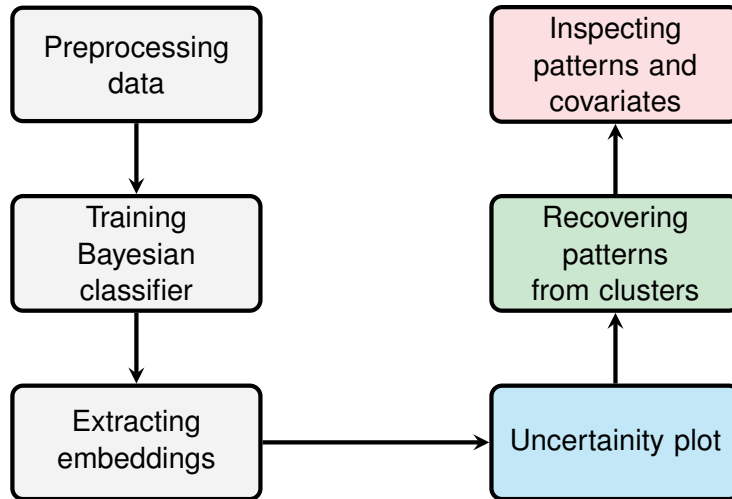 Preprocessing
data
Training
Bayesian
classifier
Extracting
embeddings
Uncertainity plot
Recovering
patterns
from clusters
Inspecting
patterns and
covariates